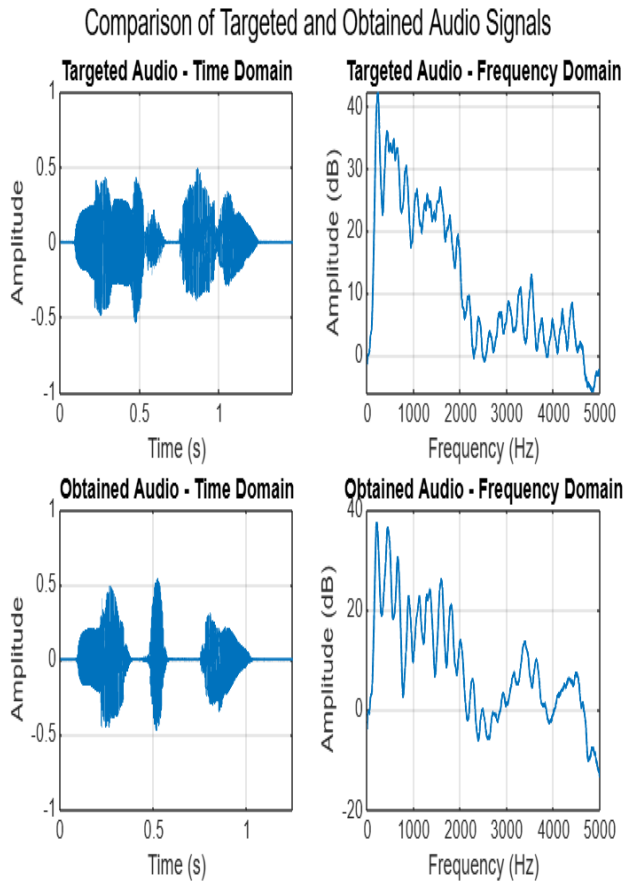 Comparison of Targeted and Obtained Audio Signals
Targeted Audio - Time Domain
1
0.5
0
-0.5
-1
Amplitude
0 0.5 1
Time (s)
Targeted Audio - Frequency Domain
40
30
20
10
0
Amplitude (dB)
0 1000 2000 3000 4000 5000
Frequency (Hz)
Obtained Audio - Time Domain
1
0.5
0
-0.5
-1
Amplitude
0 0.5 1
Time (s)
Obtained Audio - Frequency Domain
40
20
0
-20
Amplitude (dB)
0 1000 2000 3000 4000 5000
Frequency (Hz)